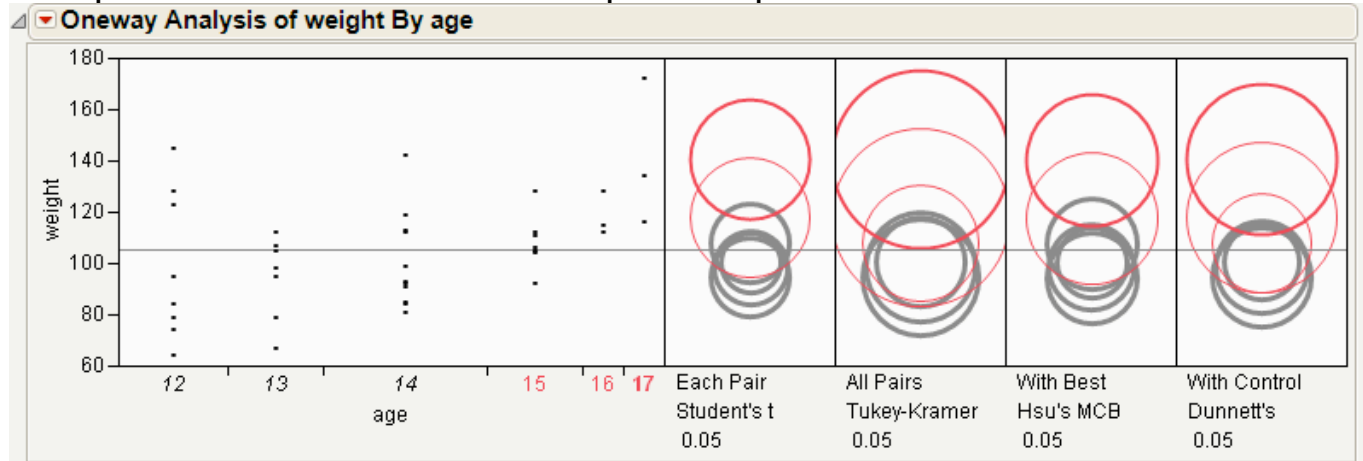 Oneway Analysis of weight By age
180
160
140
120
100
80
60
weight
12 13 14 15 16 17
age
Each Pair
Student's t
0.05
All Pairs
Tukey-Kramer
0.05
With Best
Hsu's MCB
0.05
With Control
Dunnett's
0.05